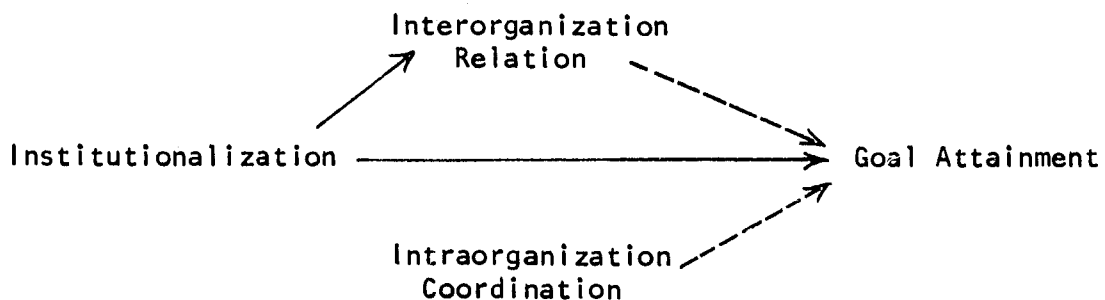 Interorganization
Relation
Institutionalization
Goal Attainment
Intraorganization
Coordination